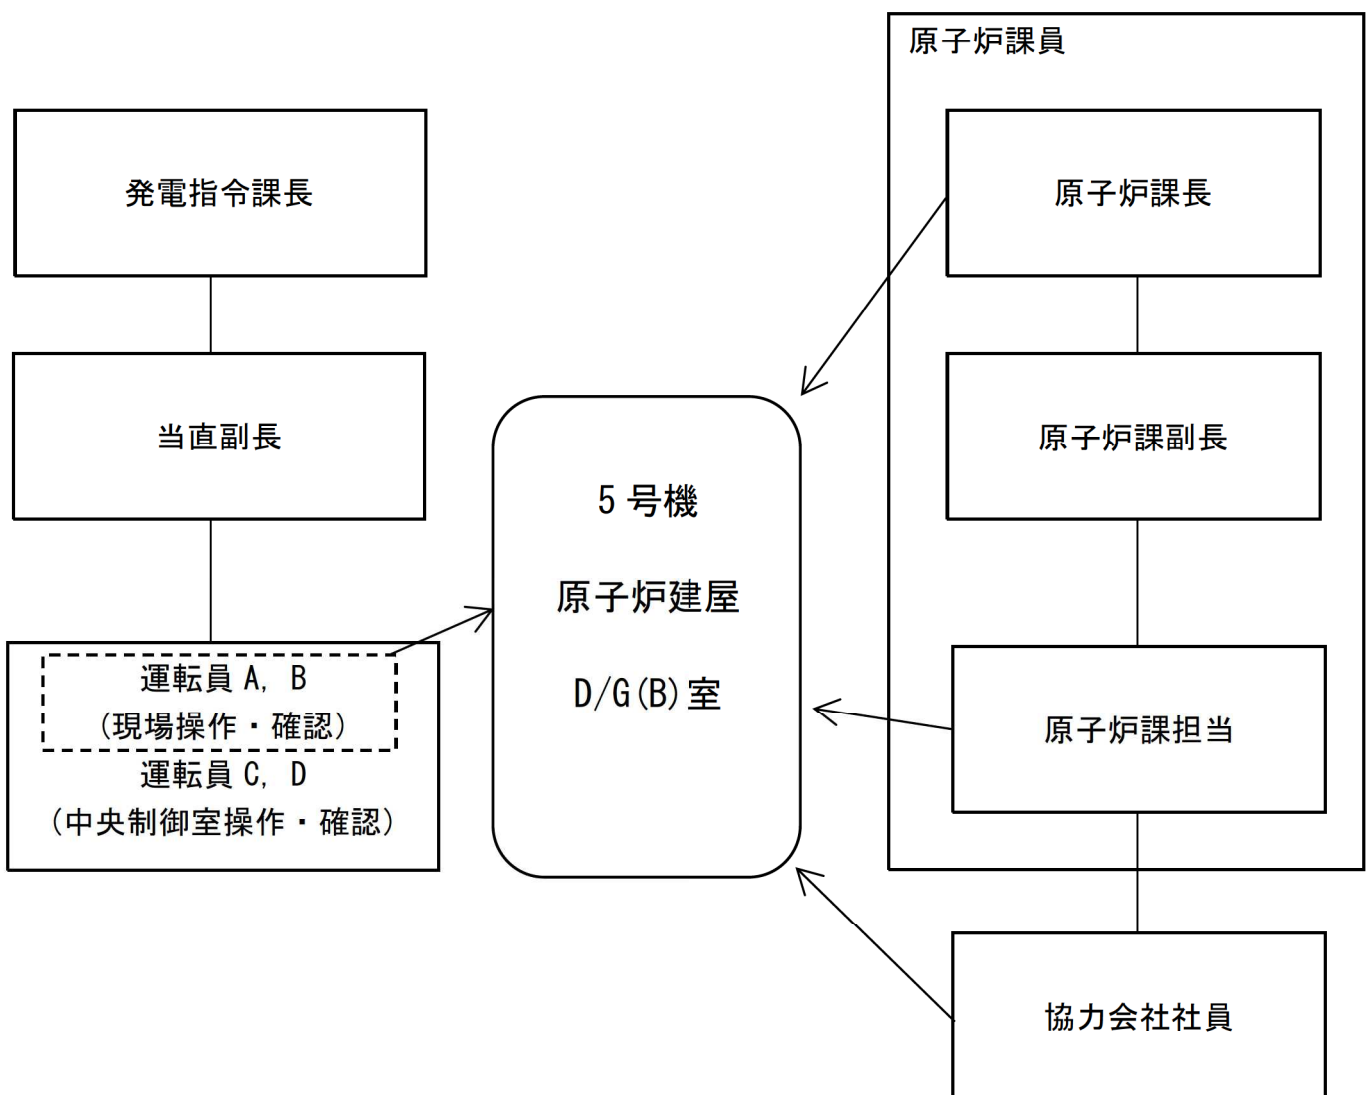 原子炉課員
発電指令課長
原子炉課長
当直副長
原子炉課副長
5号機
原子炉建屋
D/G(B)室
運転員A, B
(現場操作・確認)
運転員C, D
(中央制御室操作・確認)
原子炉課担当
協力会社社員